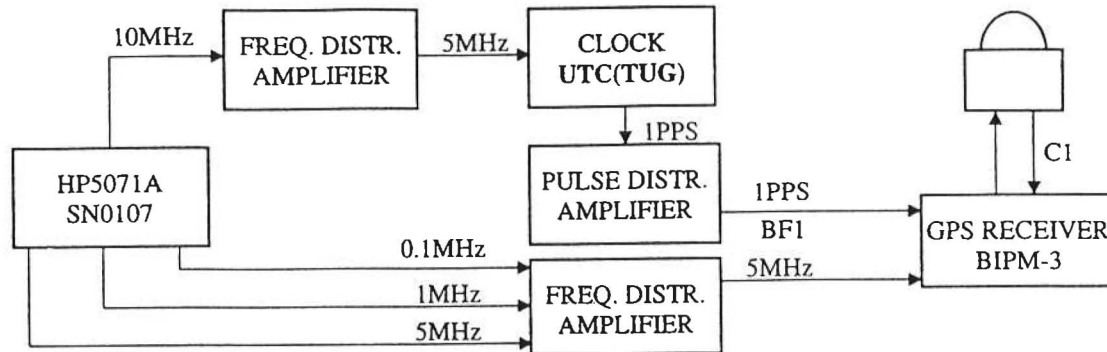 10MHz
FREQ. DISTR.
AMPLIFIER
5MHz
CLOCK
UTC(TUG)
1PPS
C1
HP5071A
SN0107
PULSE DISTR.
AMPLIFIER
1PPS
BF1
GPS RECEIVER
BIPM-3
0.1MHz
1MHz
5MHz
FREQ. DISTR.
AMPLIFIER
5MHz